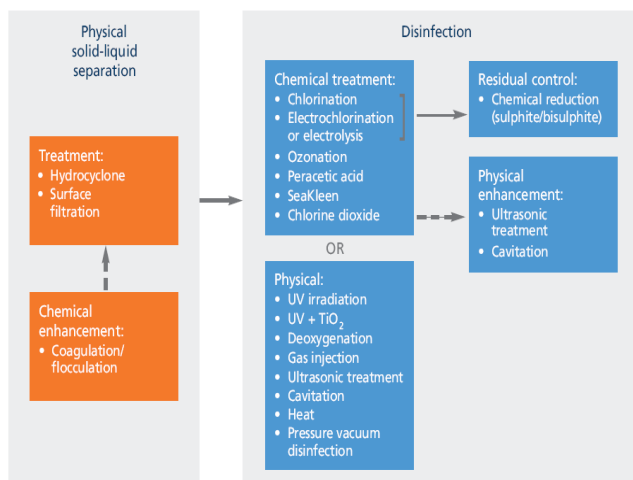 Physical
solid-liquid
separation
Treatment:
• Hydrocyclone
• Surface
filtration
Chemical
enhancement:
• Coagulation/
flocculation
Disinfection
Chemical treatment:
• Chlorination
• Electrochlorination
or electrolysis
• Ozonation
• Peracetic acid
• SeaKleen
• Chlorine dioxide
OR
Physical:
• UV irradiation
• UV + TiO2
• Deoxygenation
• Gas injection
• Ultrasonic treatment
• Cavitation
• Heat
• Pressure vacuum
disinfection
Residual control:
• Chemical reduction
(sulphite/bisulphite)
Physical
enhancement:
• Ultrasonic
treatment
• Cavitation